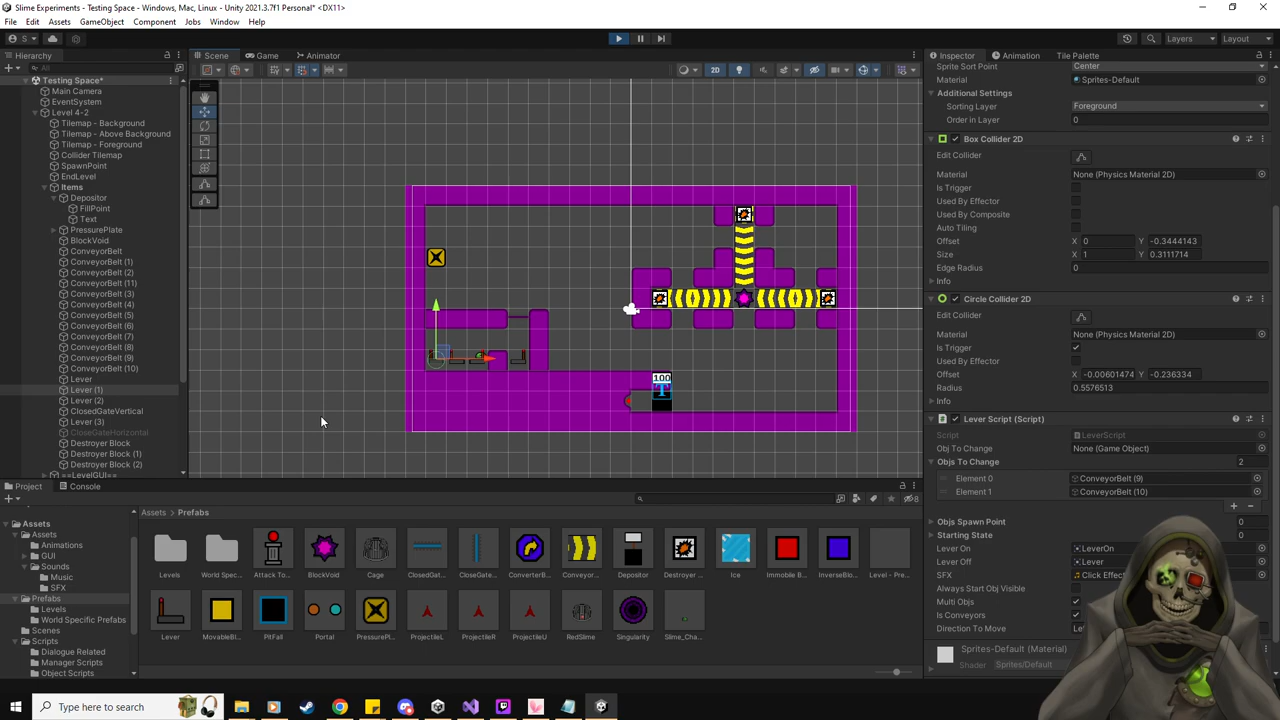 Slime Experiments - Testing Space - Windows, Mac, Linux - Unity 2021.3.7f1 Personal* <DX11>
File Edit Assets GameObject Component Jobs Window Help
S
Layers Layout
Hierarchy
All
Testing Space*
Main Camera
EventSystem
Level 4-2
Tilemap - Background
Tilemap - Above Background
Tilemap - Foreground
Collider Tilemap
SpawnPoint
EndLevel
Items
Depositor
FillPoint
Text
PressurePlate
BlockVoid
ConveyorBelt
ConveyorBelt (1)
ConveyorBelt (2)
ConveyorBelt (11)
ConveyorBelt (3)
ConveyorBelt (4)
ConveyorBelt (5)
ConveyorBelt (6)
ConveyorBelt (7)
ConveyorBelt (8)
ConveyorBelt (9)
ConveyorBelt (10)
Lever
Lever (1)
Lever (2)
ClosedGateVertical
Lever (3)
CloseGateHorizontal
Destroyer Block
Destroyer Block (1)
Destroyer Block (2)
==LevelGUI==
Scene Game Animator
2D
100
T
Inspector Animation Tile Palette
Sprite Sort Point Center
Material Sprites-Default
Additional Settings
Sorting Layer Foreground
Order in Layer 0
Box Collider 2D
Edit Collider
Material None (Physics Material 2D)
Is Trigger
Used By Effector
Used By Composite
Auto Tiling
Offset X 0 Y -0.3444143
Size X 1 Y 0.3111714
Edge Radius 0
Info
Circle Collider 2D
Edit Collider
Material None (Physics Material 2D)
Is Trigger
Used By Effector
Offset X -0.00601474 Y -0.236334
Radius 0.5576513
Info
Lever Script (Script)
Script LeverScript
Obj To Change None (Game Object)
Objs To Change 2
Element 0 ConveyorBelt (9)
Element 1 ConveyorBelt (10)
Objs Spawn Point 0
Starting State 0
Lever On LeverOn
Lever Off Lever
SFX Click Effect
Always Start Obj Visible
Multi Objs
Is Conveyors
Direction To Move
Sprites-Default (Material)
Shader Sprites/Default
Project Console
8
Assets
Assets
Animations
GUI
Sounds
Music
SFX
Prefabs
Levels
World Specific Prefabs
Scenes
Scripts
Dialogue Related
Manager Scripts
Object Scripts
Assets > Prefabs
Levels World Spec... Attack To... BlockVoid Cage ClosedGat... CloseGate... ConverterB... Conveyor... Depositor Destroyer ... Ice Immobile B... InverseBlo... Level - Pre...
Lever MovableBl... PitFall Portal PressurePl... ProjectileL ProjectileR ProjectileU RedSlime Singularity Slime_Cha...
Type here to search